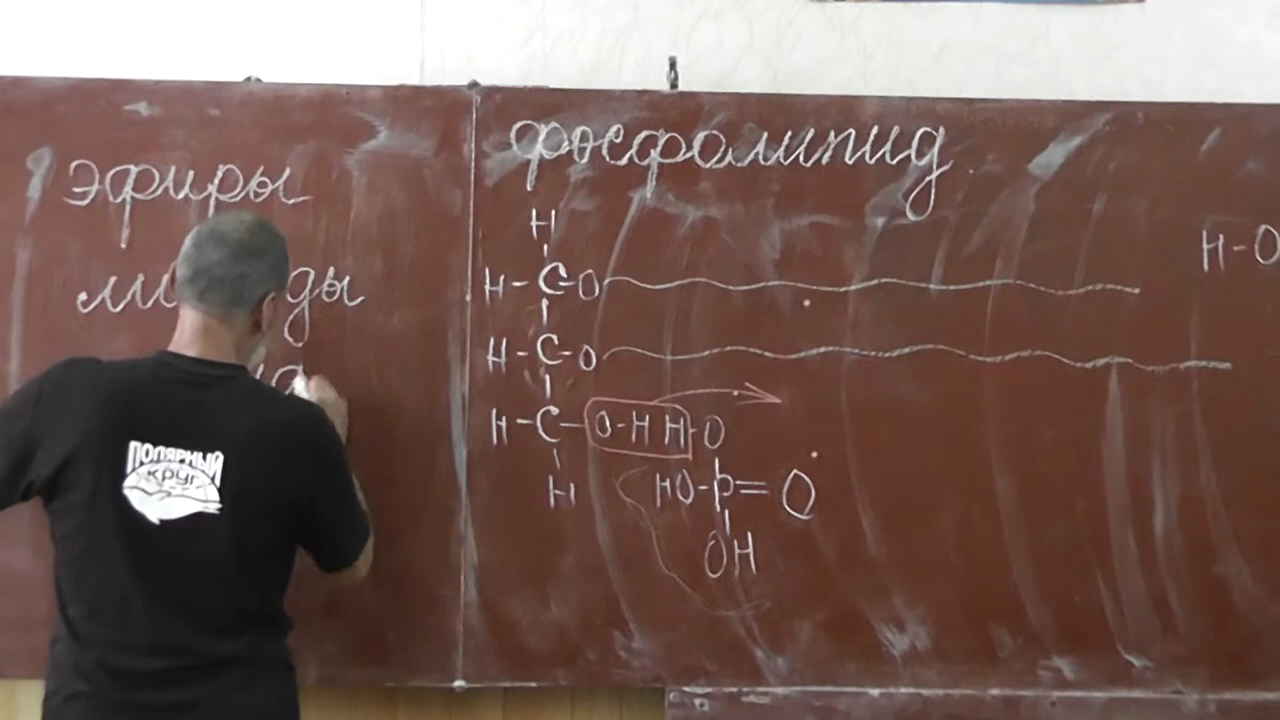 эфиры
фосфолипид
H
H-C-O
H-C-O
H-C-O-H H-O
H
HO-P=O
OH
H-O
ПОЛЯРНЫЙ
КРУГ